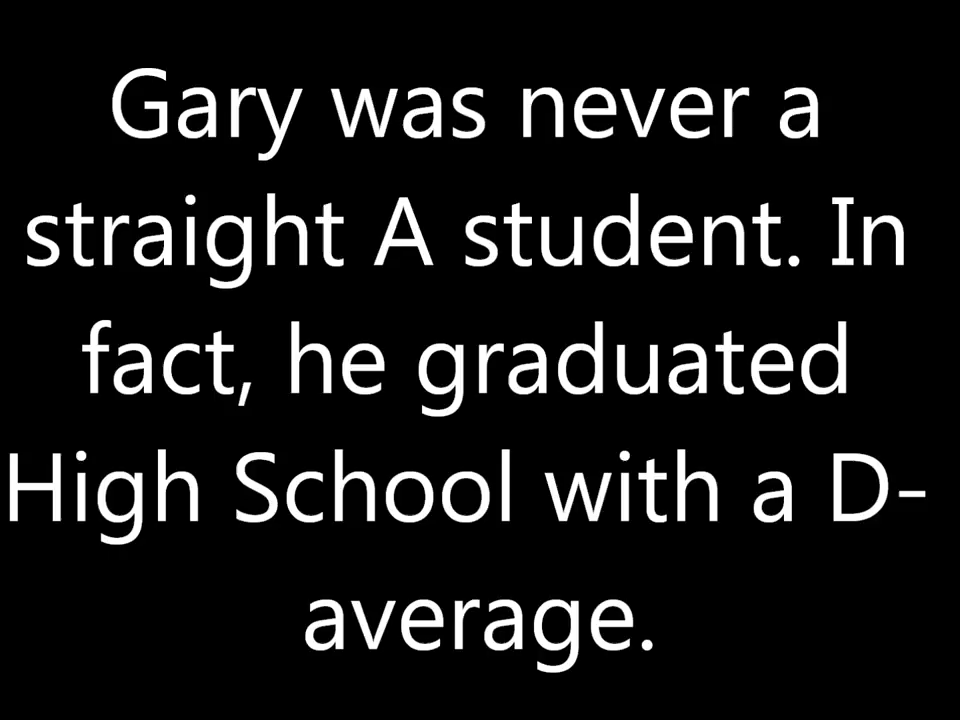 Gary was never a
straight A student. In
fact, he graduated
High School with a D-
average.